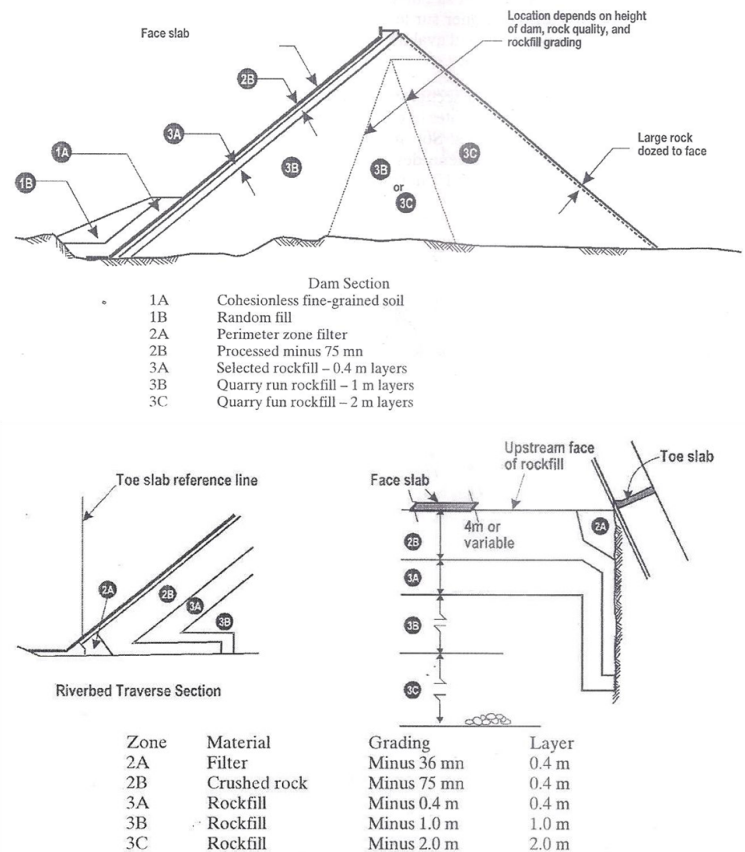 Face slab
Location depends on height
of dam, rock quality, and
rockfill grading
2B
3A
1A
1B
3B
3B
or
3C
3C
Large rock
dozed to face
Dam Section
1A Cohesionless fine-grained soil
1B Random fill
2A Perimeter zone filter
2B Processed minus 75 mn
3A Selected rockfill – 0.4 m layers
3B Quarry run rockfill – 1 m layers
3C Quarry fun rockfill – 2 m layers
Toe slab reference line
2A
2B
3A
3B
Riverbed Traverse Section
Upstream face
of rockfill
Toe slab
Face slab
4m or
variable
2A
2B
3A
3B
3C
Zone Material Grading Layer
2A Filter Minus 36 mn 0.4 m
2B Crushed rock Minus 75 mn 0.4 m
3A Rockfill Minus 0.4 m 0.4 m
3B Rockfill Minus 1.0 m 1.0 m
3C Rockfill Minus 2.0 m 2.0 m